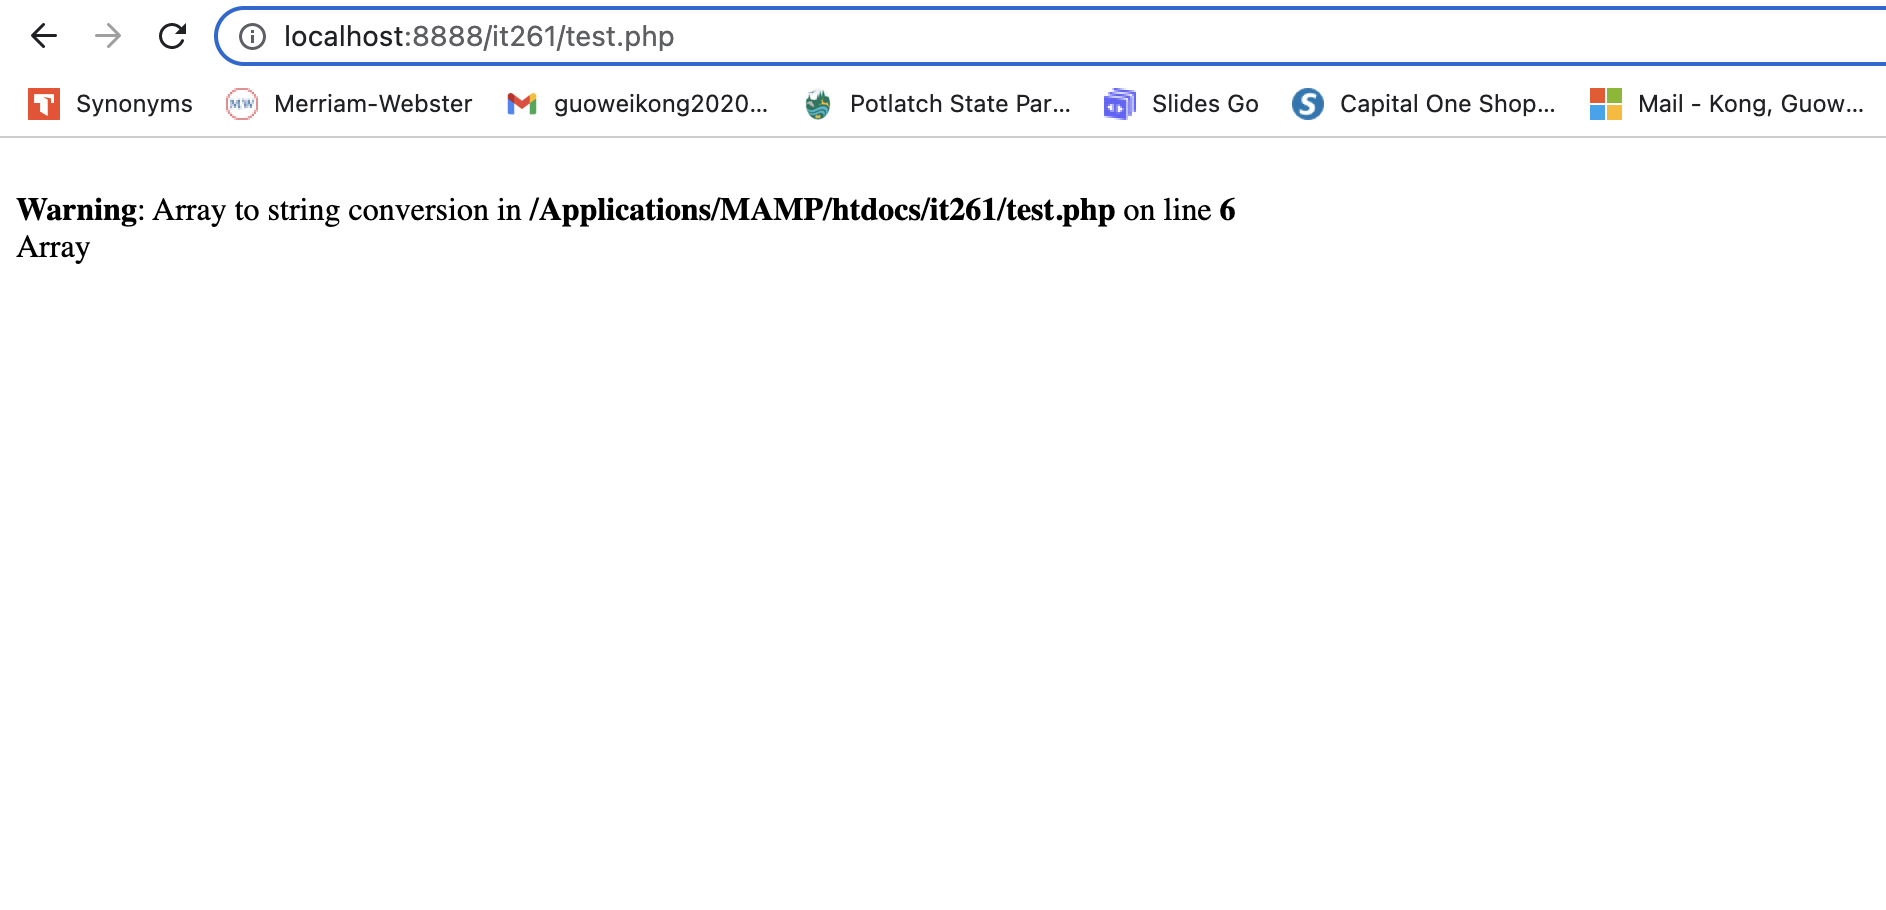 localhost:8888/it261/test.php
Synonyms MW Merriam-Webster guoweikong2020... Potlatch State Par... Slides Go S Capital One Shop... Mail - Kong, Guow...
Warning: Array to string conversion in /Applications/MAMP/htdocs/it261/test.php on line 6
Array